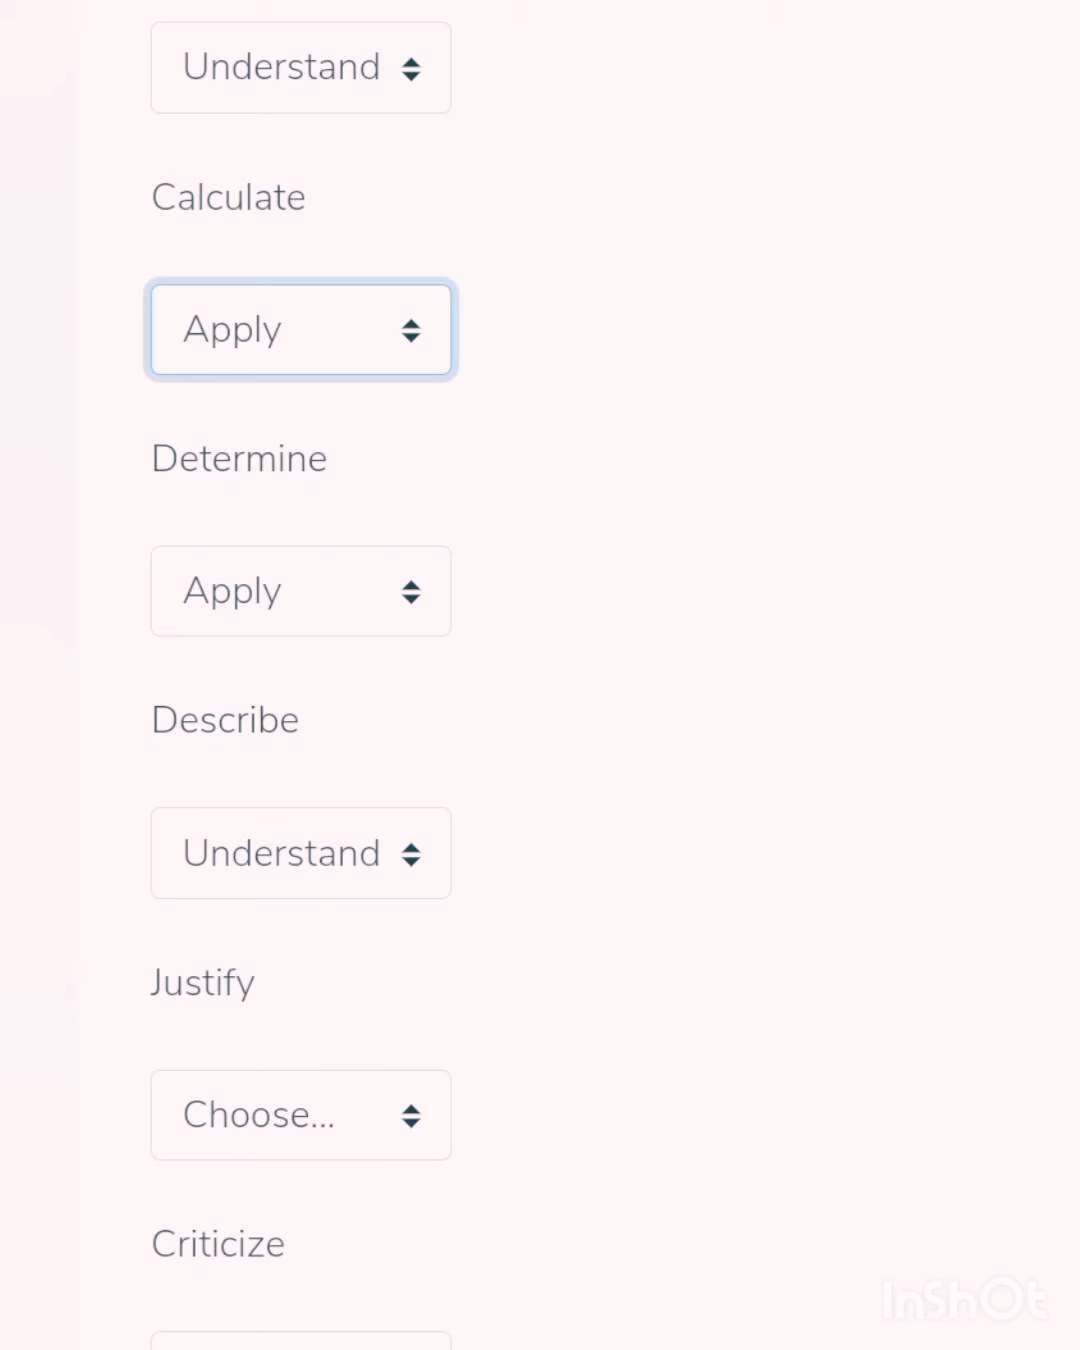 Understand
Calculate
Apply
Determine
Apply
Describe
Understand
Justify
Choose...
Criticize
InShOt